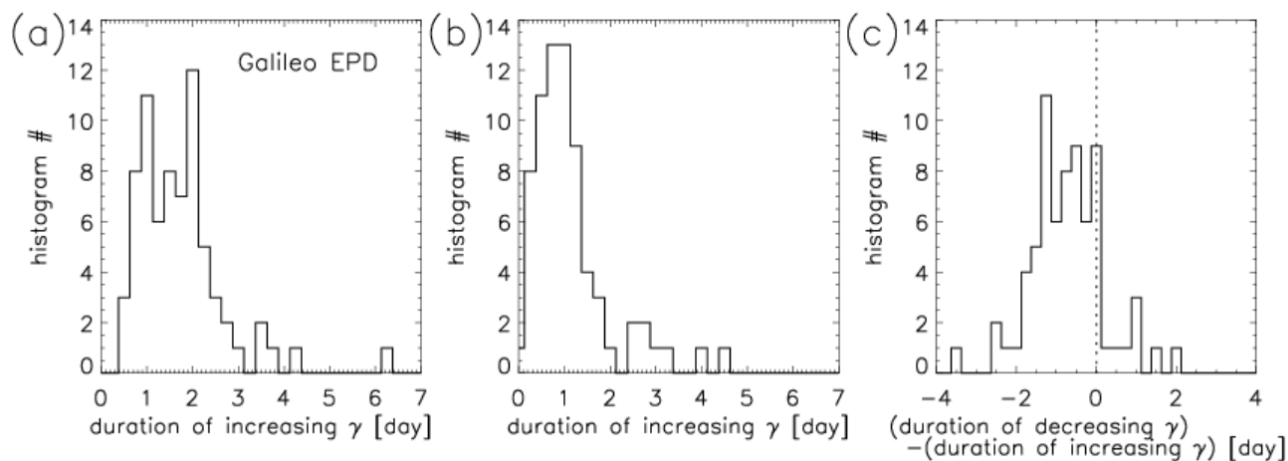 (a)
14
12
10
8
6
4
2
0
histogram #
Galileo EPD
0 1 2 3 4 5 6 7
duration of increasing γ [day]
(b)
14
12
10
8
6
4
2
0
histogram #
0 1 2 3 4 5 6 7
duration of increasing γ [day]
(c)
14
12
10
8
6
4
2
0
histogram #
−4 −2 0 2 4
(duration of decreasing γ)
−(duration of increasing γ) [day]